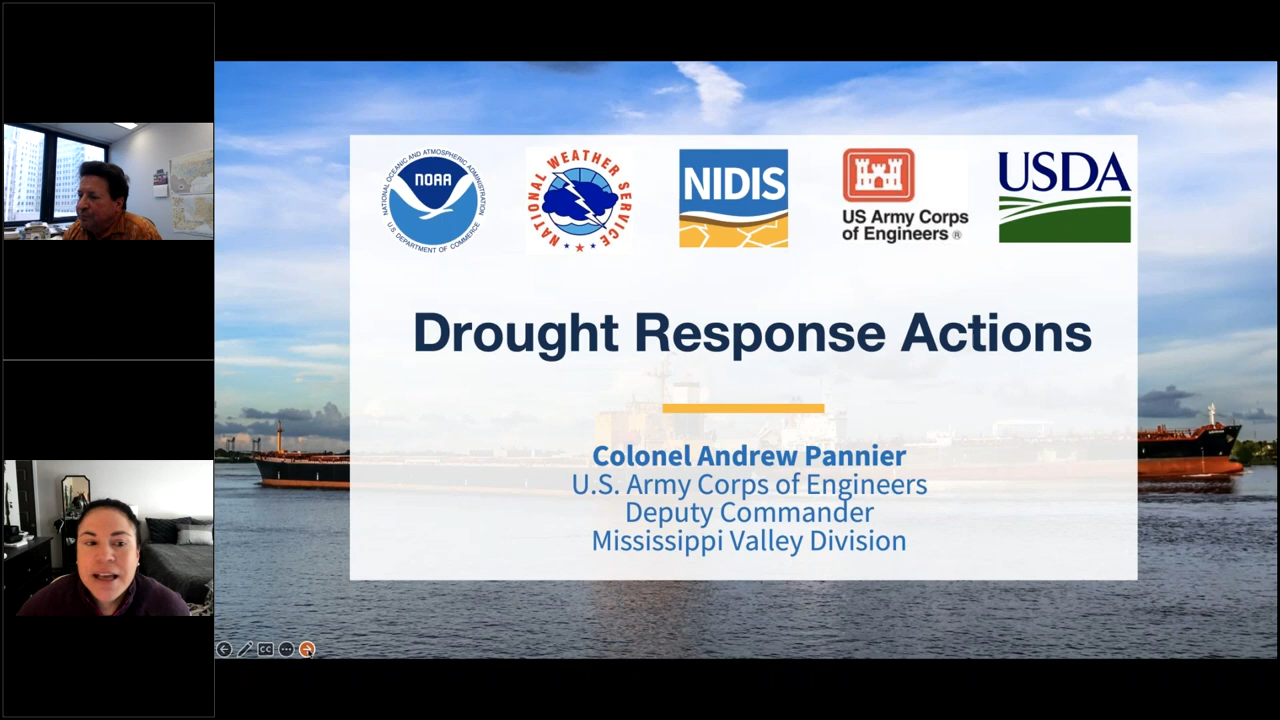 NATIONAL OCEANIC AND ATMOSPHERIC ADMINISTRATION
NOAA
U.S. DEPARTMENT OF COMMERCE
NATIONAL WEATHER SERVICE
NIDIS
US Army Corps
of Engineers ®
USDA
Drought Response Actions
Colonel Andrew Pannier
U.S. Army Corps of Engineers
Deputy Commander
Mississippi Valley Division
CC